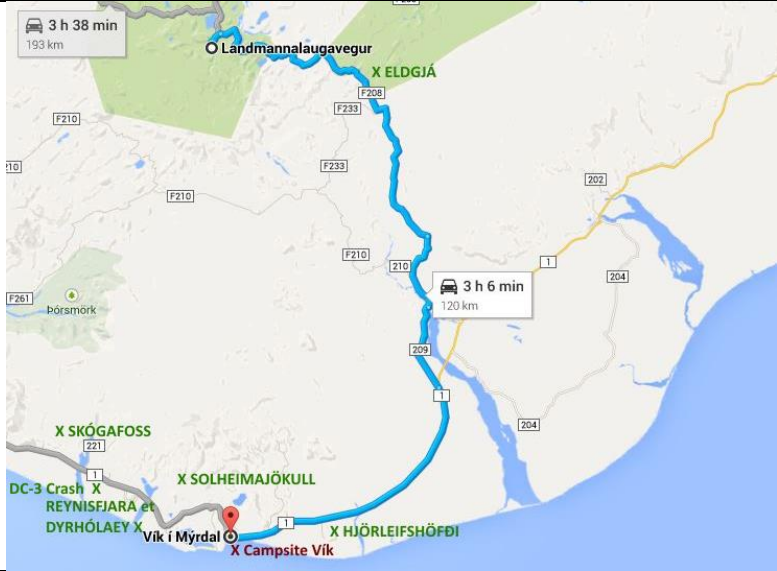 3 h 38 min
193 km
Landmannalaugavegur
X ELDGJÁ
F208
F233
F210
202
F233
210
F210
F210
210
1
204
3 h 6 min
120 km
F261
Þórsmörk
209
1
204
X SKÓGAFOSS
221
1
X SOLHEIMAJÖKULL
DC-3 Crash X
REYNISFJARA et
DYRHÓLAEY X
1
X HJÖRLEIFSHÖFÐI
Vík í Mýrdal
X Campsite Vík